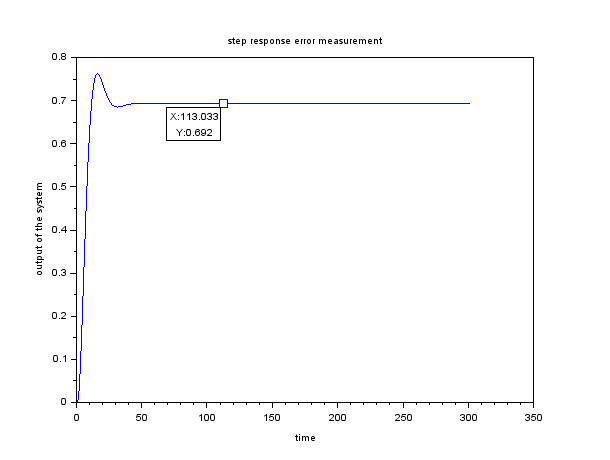 step response error measurement
0.8
0.7
0.6
0.5
0.4
0.3
0.2
0.1
0
X:113.033
Y:0.692
output of the system
0 50 100 150 200 250 300 350
time